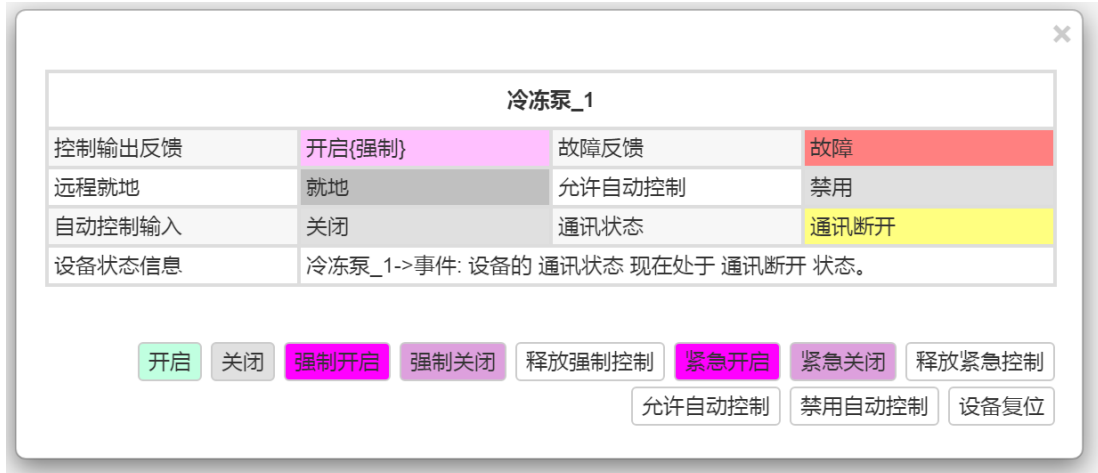 ×
冷冻泵_1
控制输出反馈 开启{强制} 故障反馈 故障
远程就地 就地 允许自动控制 禁用
自动控制输入 关闭 通讯状态 通讯断开
设备状态信息 冷冻泵_1->事件: 设备的 通讯状态 现在处于 通讯断开 状态。
开启 关闭 强制开启 强制关闭 释放强制控制 紧急开启 紧急关闭 释放紧急控制
允许自动控制 禁用自动控制 设备复位